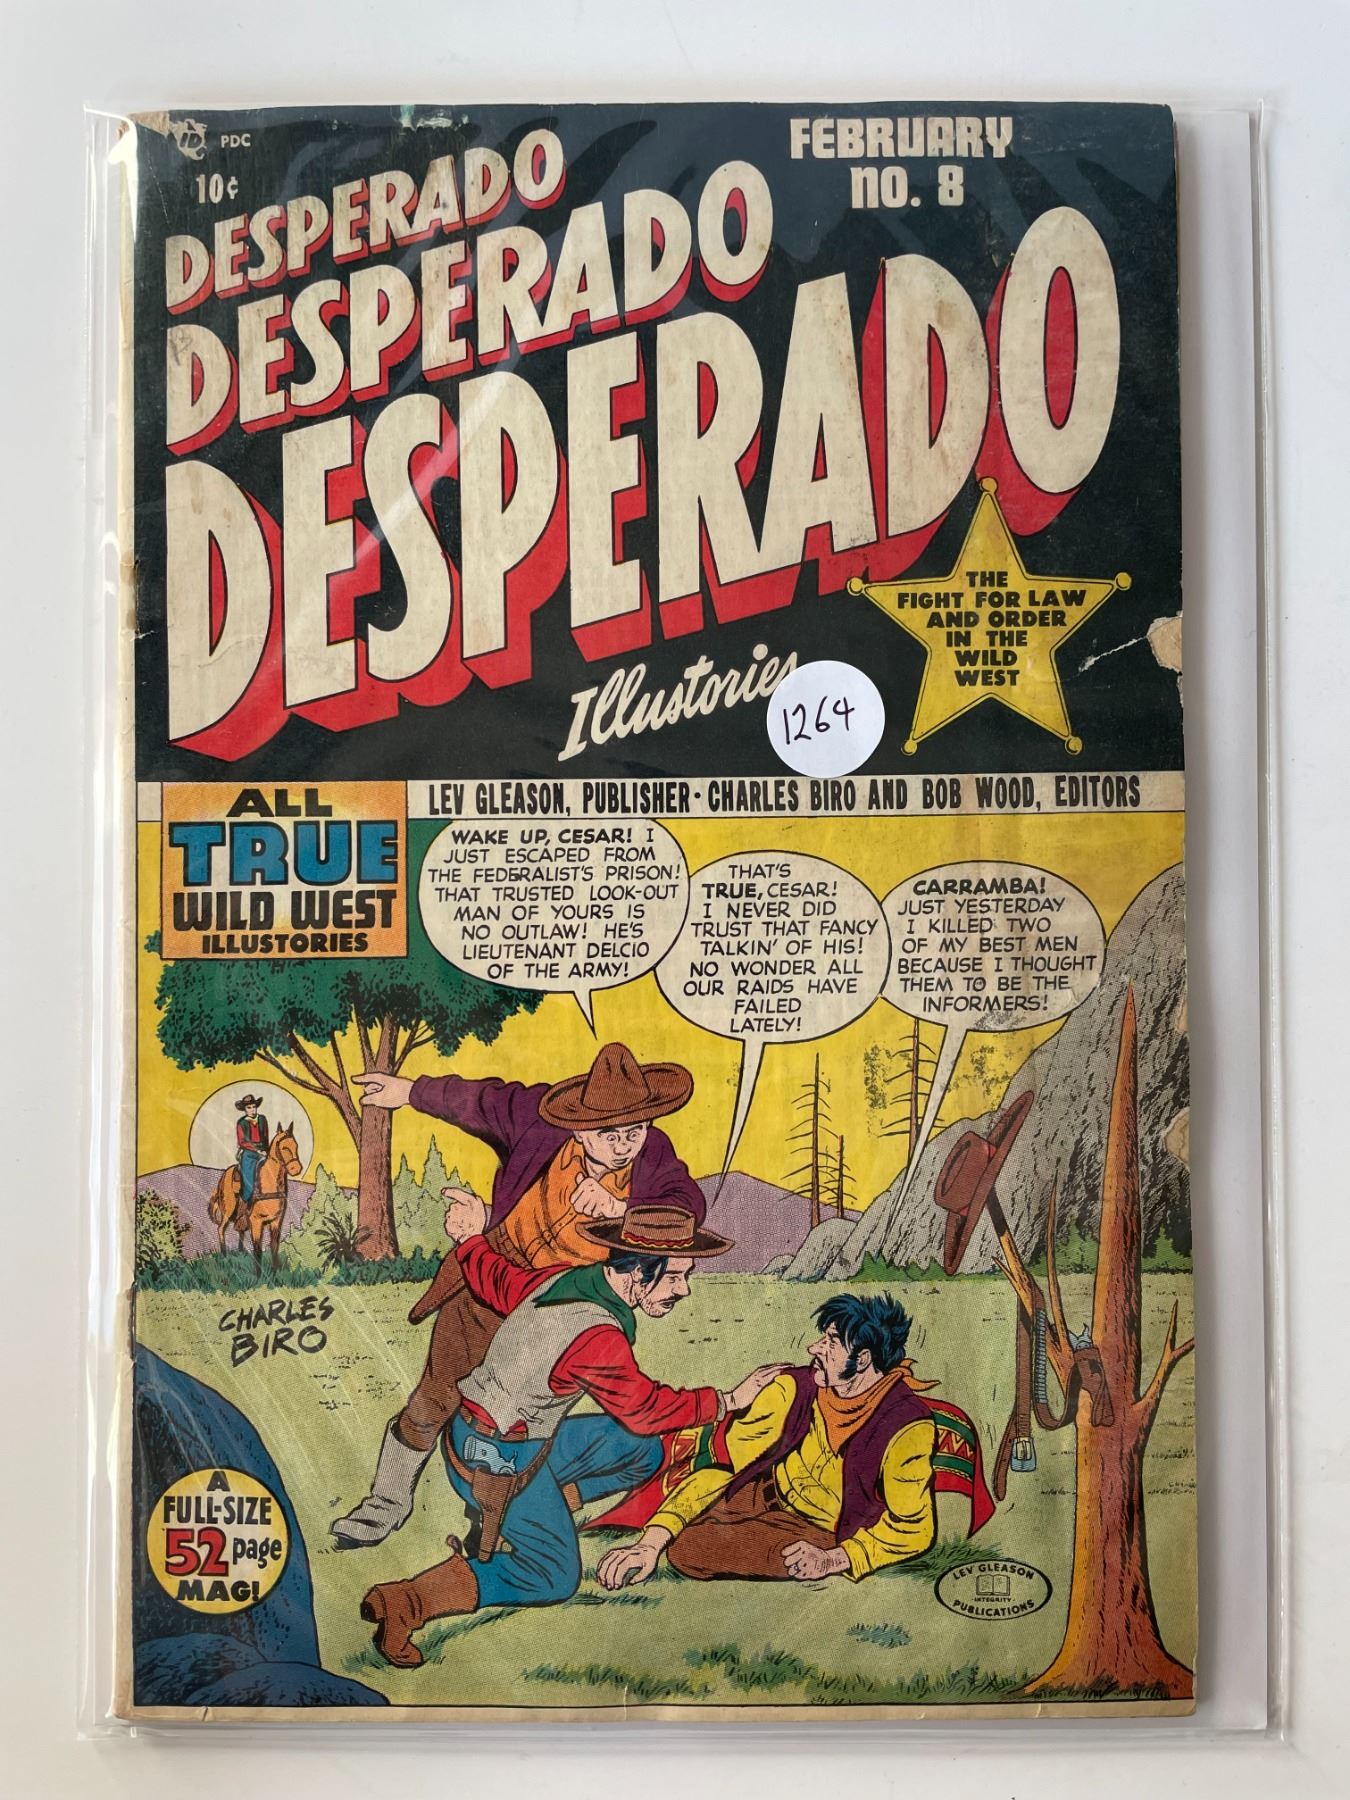 PDC
10¢
FEBRUARY
NO. 8
DESPERADO
DESPERADO
DESPERADO
Illustories
1264
THE
FIGHT FOR LAW
AND ORDER
IN THE
WILD
WEST
LEV GLEASON, PUBLISHER · CHARLES BIRO AND BOB WOOD, EDITORS
ALL
TRUE
WILD WEST
ILLUSTORIES
WAKE UP, CESAR! I
JUST ESCAPED FROM
THE FEDERALIST'S PRISON!
THAT TRUSTED LOOK-OUT
MAN OF YOURS IS
NO OUTLAW! HE'S
LIEUTENANT DELCIO
OF THE ARMY!
THAT'S
TRUE, CESAR!
I NEVER DID
TRUST THAT FANCY
TALKIN' OF HIS!
NO WONDER ALL
OUR RAIDS HAVE
FAILED
LATELY!
CARRAMBA!
JUST YESTERDAY
I KILLED TWO
OF MY BEST MEN
BECAUSE I THOUGHT
THEM TO BE THE
INFORMERS!
CHARLES
BIRO
A
FULL-SIZE
52 page
MAG!
LEV GLEASON
INTEGRITY
PUBLICATIONS